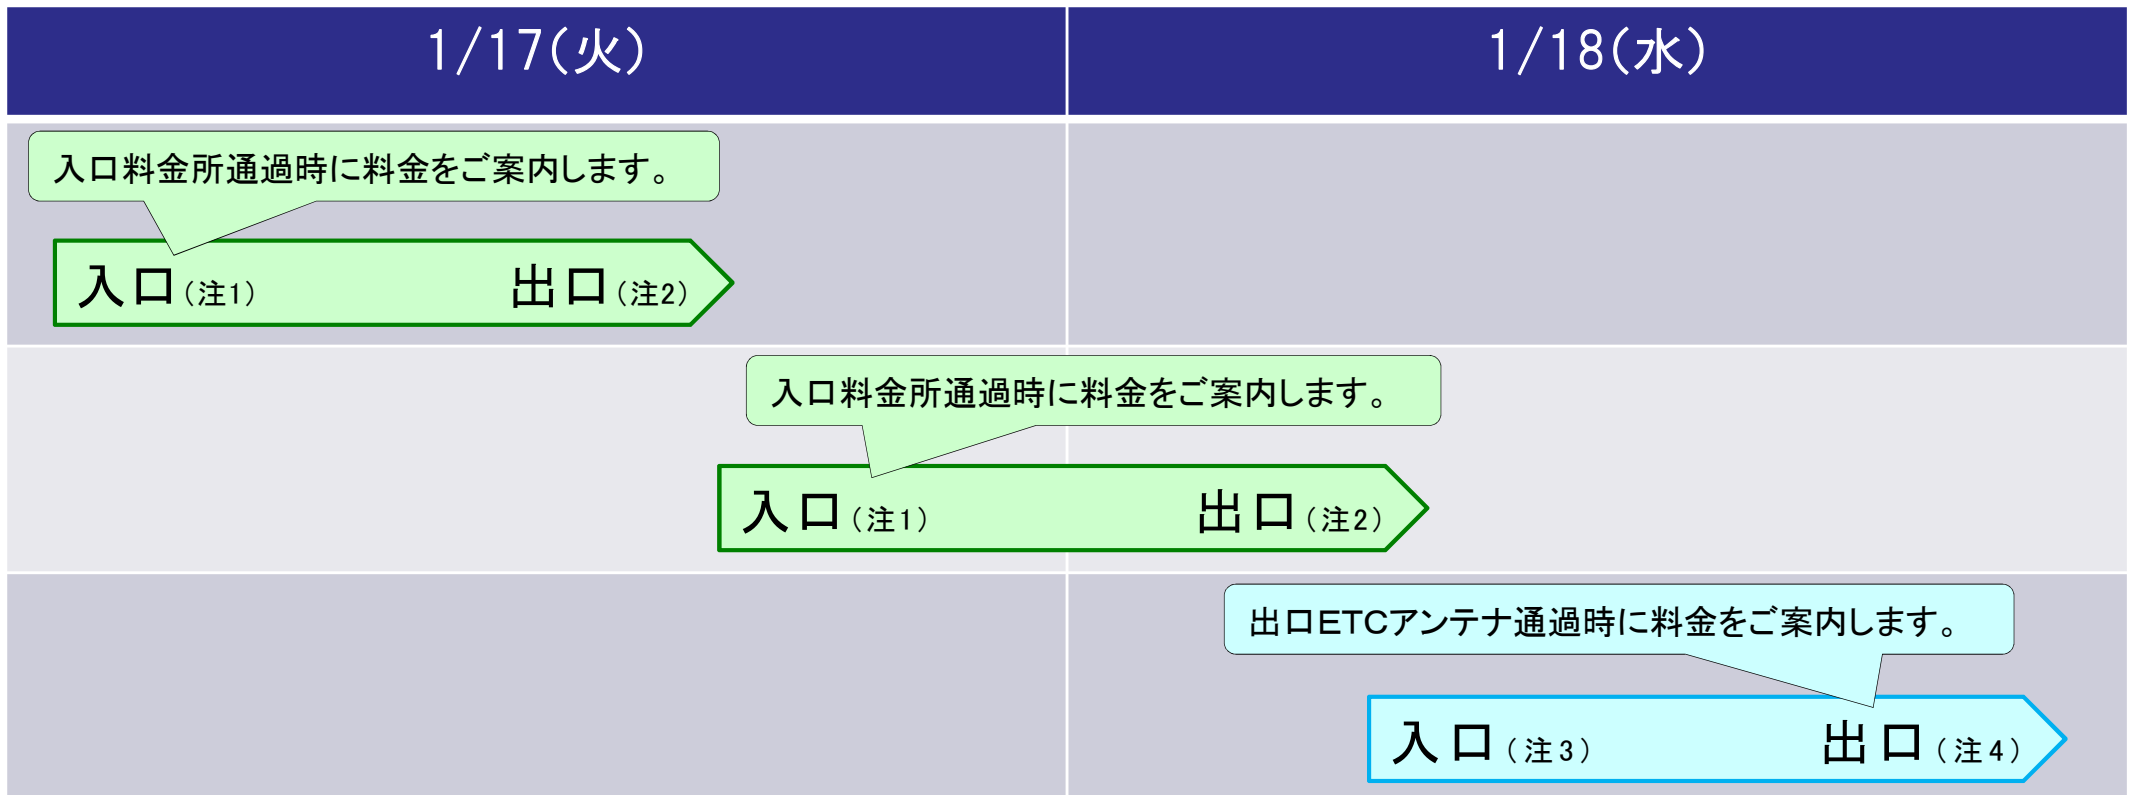 1/17(火)
1/18(水)
入口料金所通過時に料金をご案内します。
入口(注1)
出口(注2)
入口料金所通過時に料金をご案内します。
入口(注1)
出口(注2)
出口ETCアンテナ通過時に料金をご案内します。
入口(注3)
出口(注4)